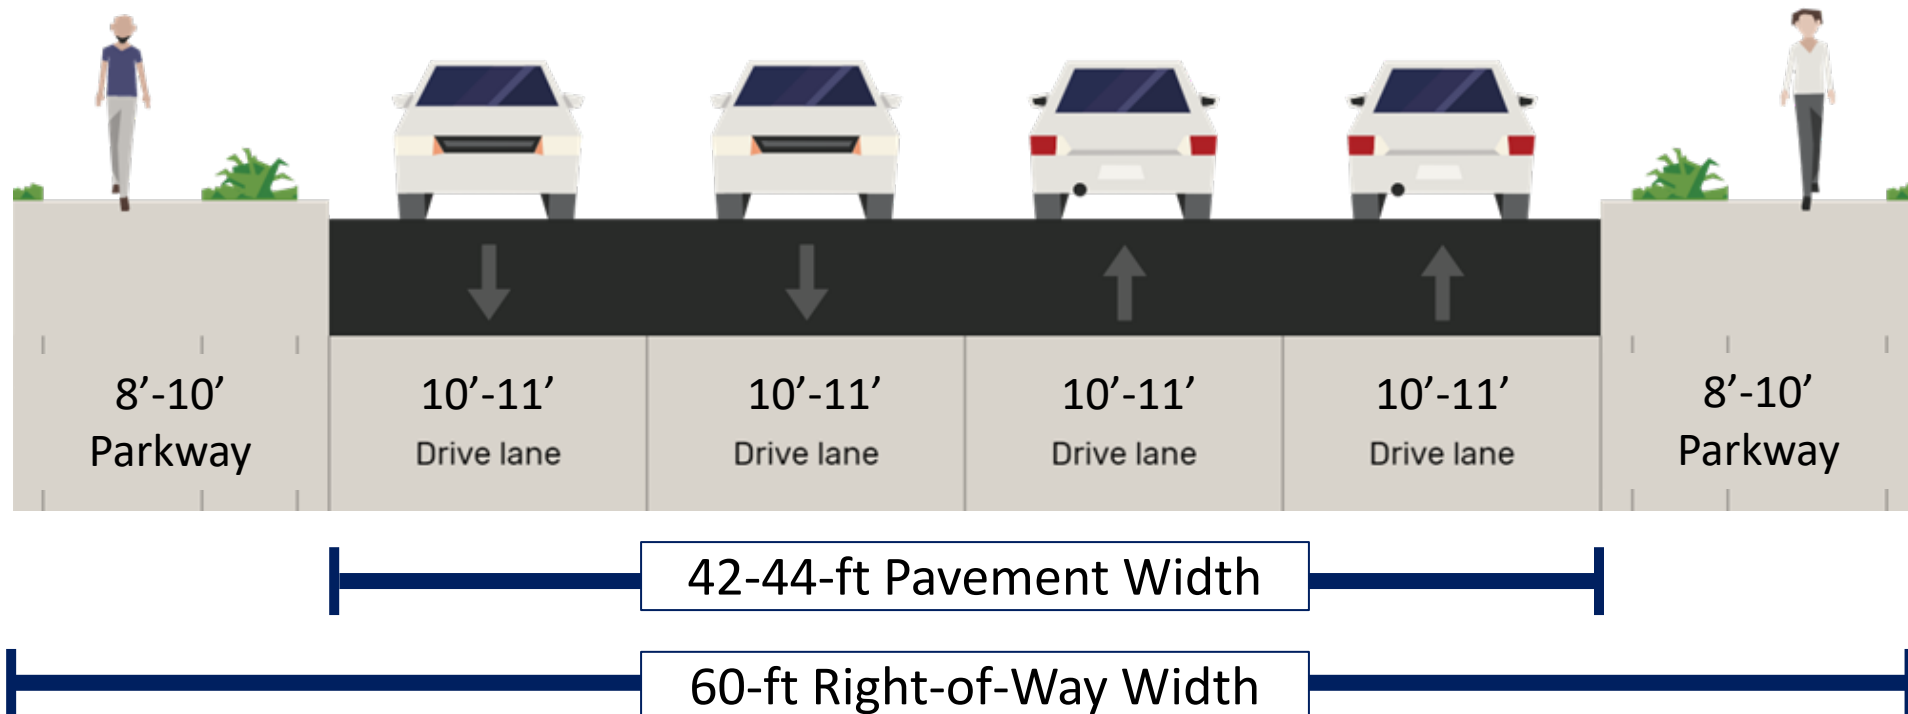 8’-10’
Parkway
10’-11’
Drive lane
10’-11’
Drive lane
10’-11’
Drive lane
10’-11’
Drive lane
8’-10’
Parkway
42-44-ft Pavement Width
60-ft Right-of-Way Width